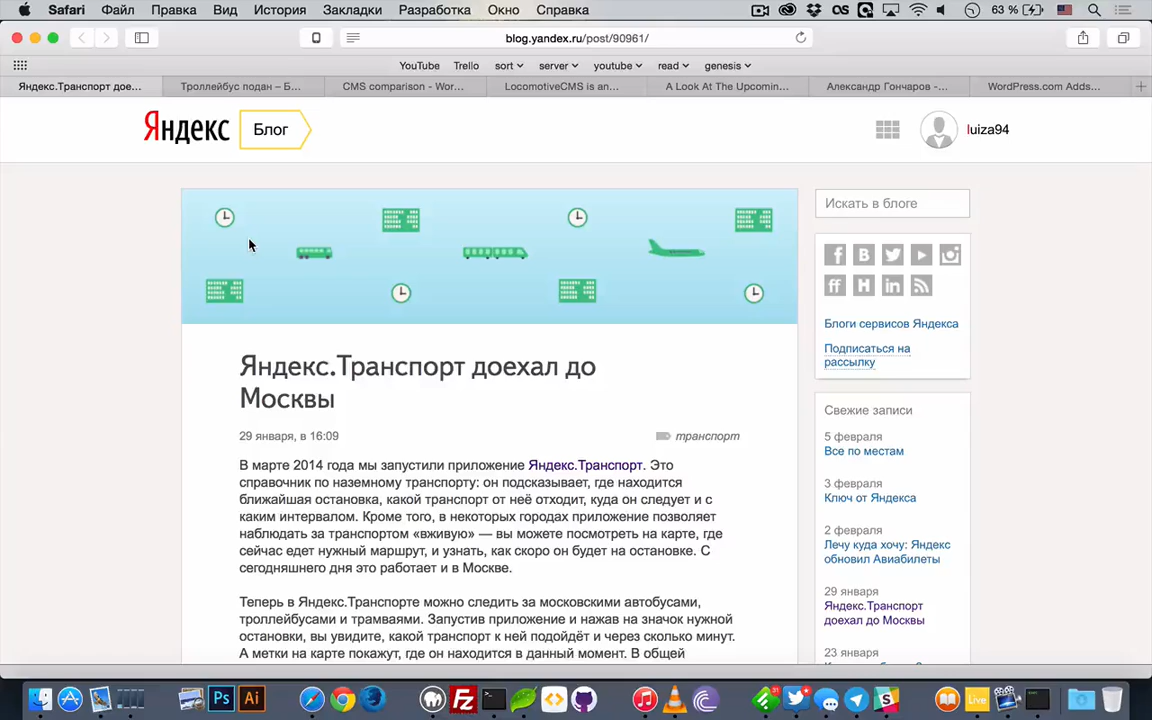 Safari Файл Правка Вид История Закладки Разработка Окно Справка
63 %
blog.yandex.ru/post/90961/
YouTube Trello sort server youtube read genesis
Яндекс.Транспорт дое...
Троллейбус подан – Б...
CMS comparison - Wor...
LocomotiveCMS is an...
A Look At The Upcomin...
Александр Гончаров -...
WordPress.com Adds...
Яндекс Блог
luiza94
Искать в блоге
Яндекс.Транспорт доехал до
Москвы
29 января, в 16:09
транспорт
В марте 2014 года мы запустили приложение Яндекс.Транспорт. Это
справочник по наземному транспорту: он подсказывает, где находится
ближайшая остановка, какой транспорт от неё отходит, куда он следует и с
каким интервалом. Кроме того, в некоторых городах приложение позволяет
наблюдать за транспортом «вживую» — вы можете посмотреть на карте, где
сейчас едет нужный маршрут, и узнать, как скоро он будет на остановке. С
сегодняшнего дня это работает и в Москве.
Теперь в Яндекс.Транспорте можно следить за московскими автобусами,
троллейбусами и трамваями. Запустив приложение и нажав на значок нужной
остановки, вы увидите, какой транспорт к ней подойдёт и через сколько минут.
А метки на карте покажут, где он находится в данный момент. В общей
Блоги сервисов Яндекса
Подписаться на
рассылку
Свежие записи
5 февраля
Все по местам
3 февраля
Ключ от Яндекса
2 февраля
Лечу куда хочу: Яндекс
обновил Авиабилеты
29 января
Яндекс.Транспорт
доехал до Москвы
23 января
Ps Ai Fz Live